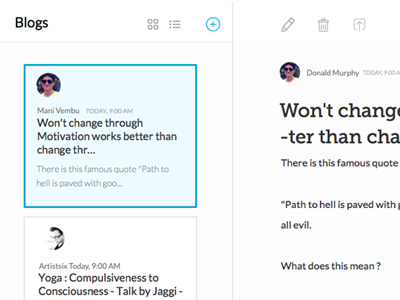 Blogs
Mani Vembu TODAY, 9:00 AM
Won't change through
Motivation works better than
change thr...
There is this famous quote "Path to
hell is paved with goo...
Artistsix Today, 9:00 AM
Yoga : Compulsiveness to
Consciousness - Talk by Jaggi -
Donald Murphy TODAY, 9:00 AM
Won't change
-ter than cha
There is this famous quote
"Path to hell is paved with g
all evil.
What does this mean ?